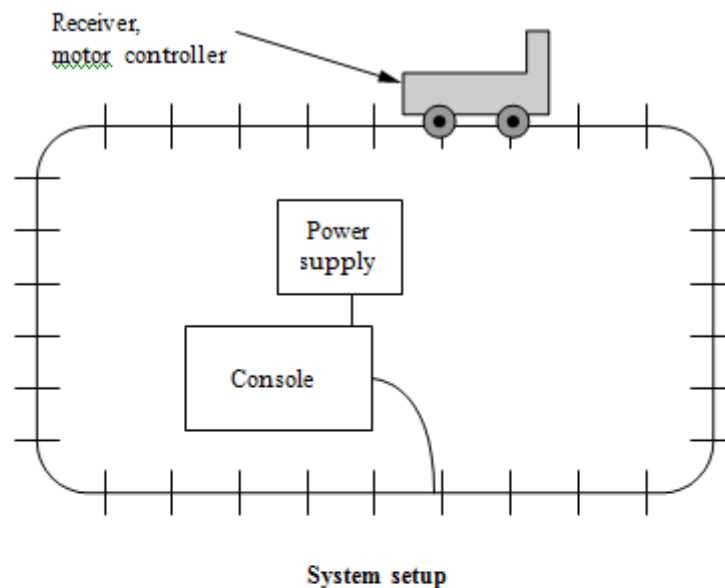 Receiver,
motor controller
Power
supply
Console
System setup